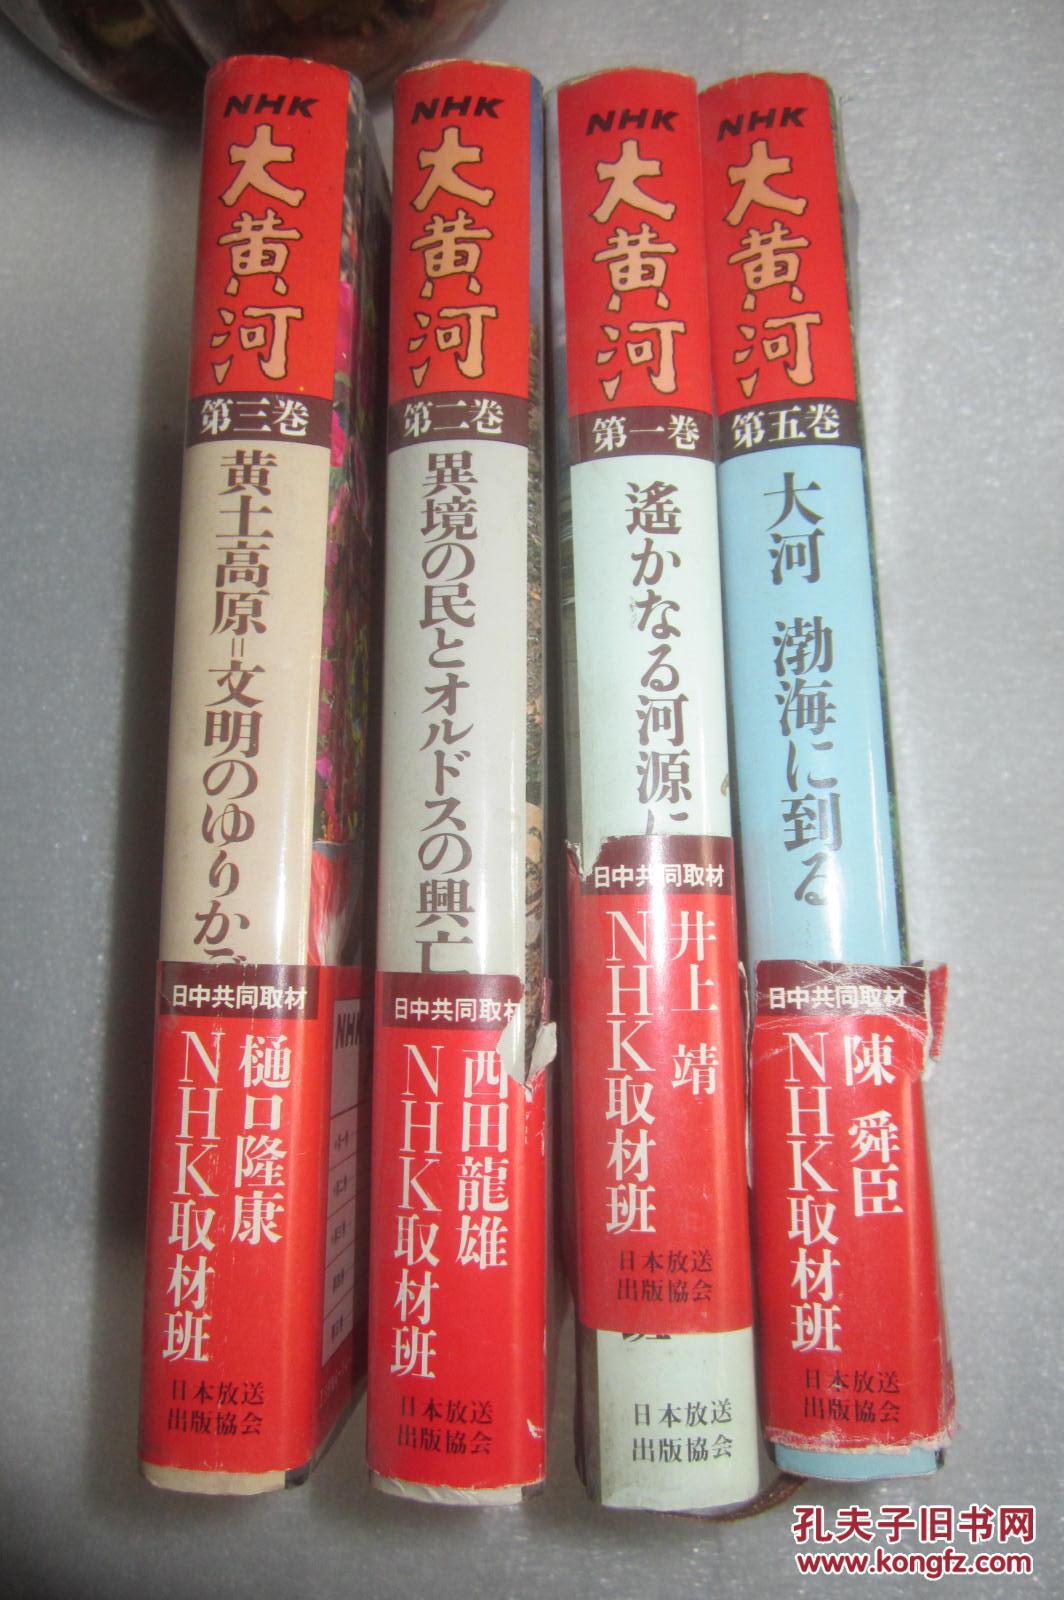 NHK
大黄河
第三巻
黄土高原=文明のゆりかご
日中共同取材
樋口隆康
NHK取材班
日本放送
出版協会
NHK
NHK
大黄河
第二巻
異境の民とオルドスの興亡
日中共同取材
西田龍雄
NHK取材班
日本放送
出版協会
NHK
大黄河
第一巻
遙かなる河源に
日中共同取材
井上 靖
NHK取材班
日本放送
出版協会
班
日本放送
出版協会
NHK
大黄河
第五巻
大河 渤海に到る
日中共同取材
陳 舜臣
NHK取材班
日本放送
出版協会
孔夫子旧书网
www.kongfz.com